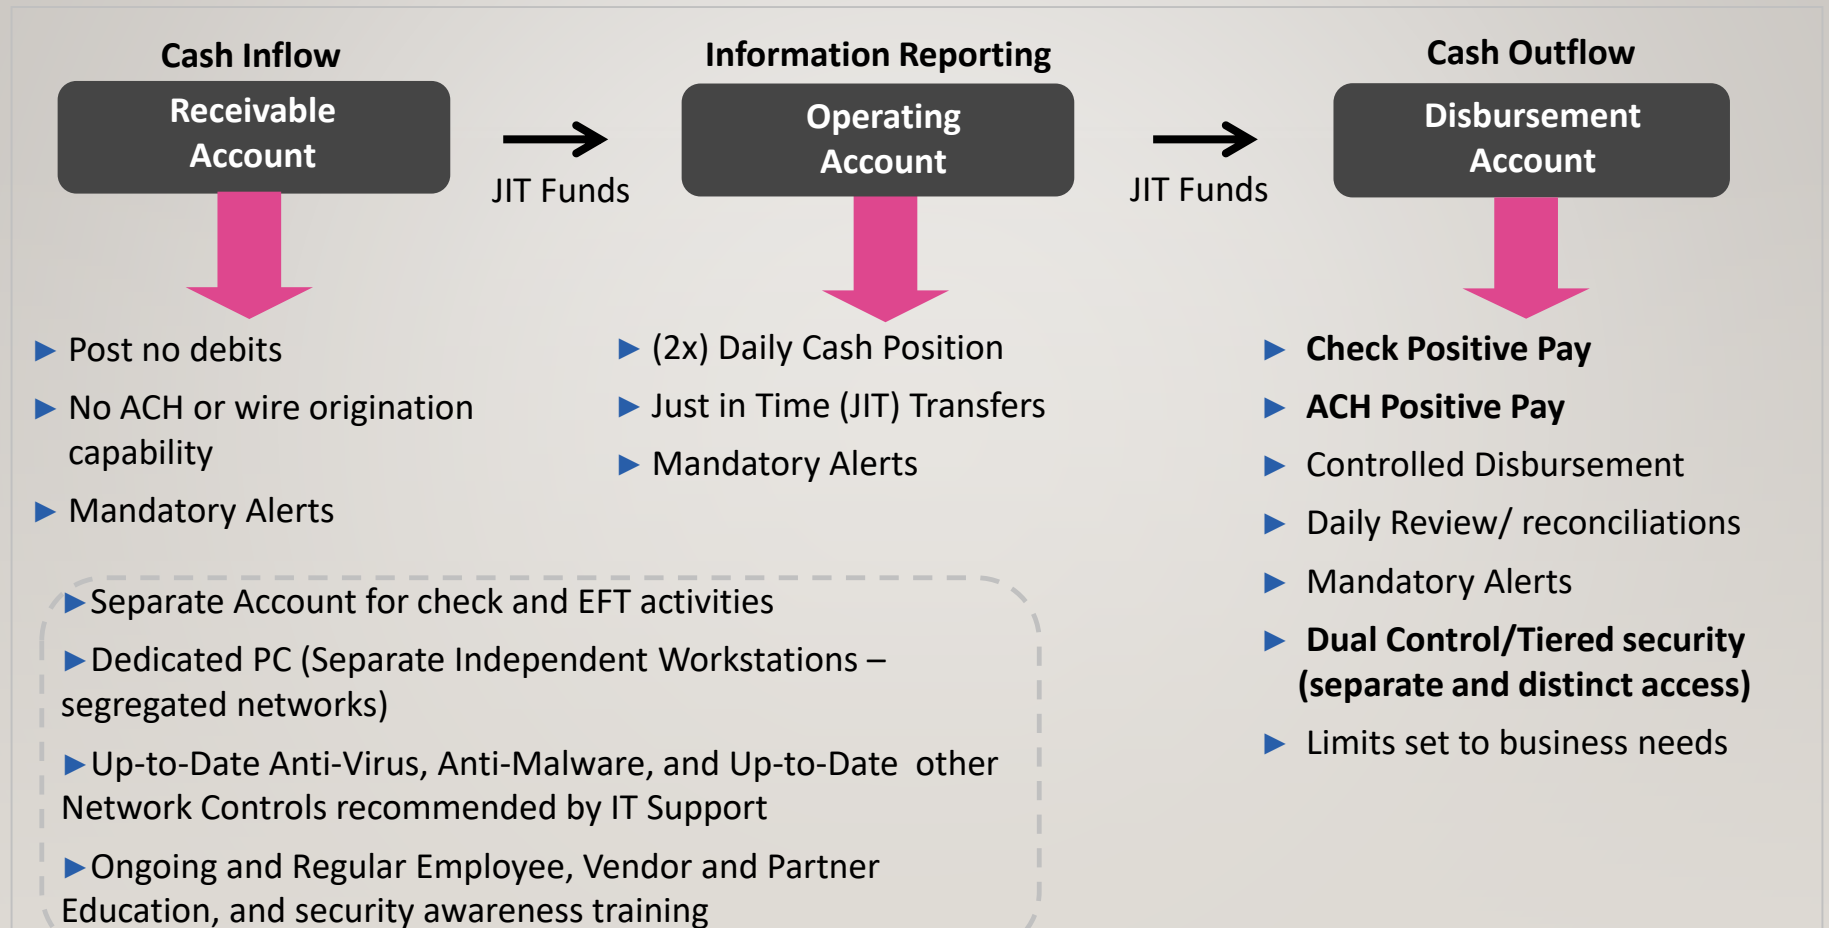 Cash Inflow
Receivable
Account
JIT Funds
Information Reporting
Operating
Account
JIT Funds
Cash Outflow
Disbursement
Account
► Post no debits
► No ACH or wire origination
capability
► Mandatory Alerts
► (2x) Daily Cash Position
► Just in Time (JIT) Transfers
► Mandatory Alerts
► Check Positive Pay
► ACH Positive Pay
► Controlled Disbursement
► Daily Review/ reconciliations
► Mandatory Alerts
► Dual Control/Tiered security
(separate and distinct access)
► Limits set to business needs
►Separate Account for check and EFT activities
►Dedicated PC (Separate Independent Workstations –
segregated networks)
►Up-to-Date Anti-Virus, Anti-Malware, and Up-to-Date  other
Network Controls recommended by IT Support
►Ongoing and Regular Employee, Vendor and Partner
Education, and security awareness training